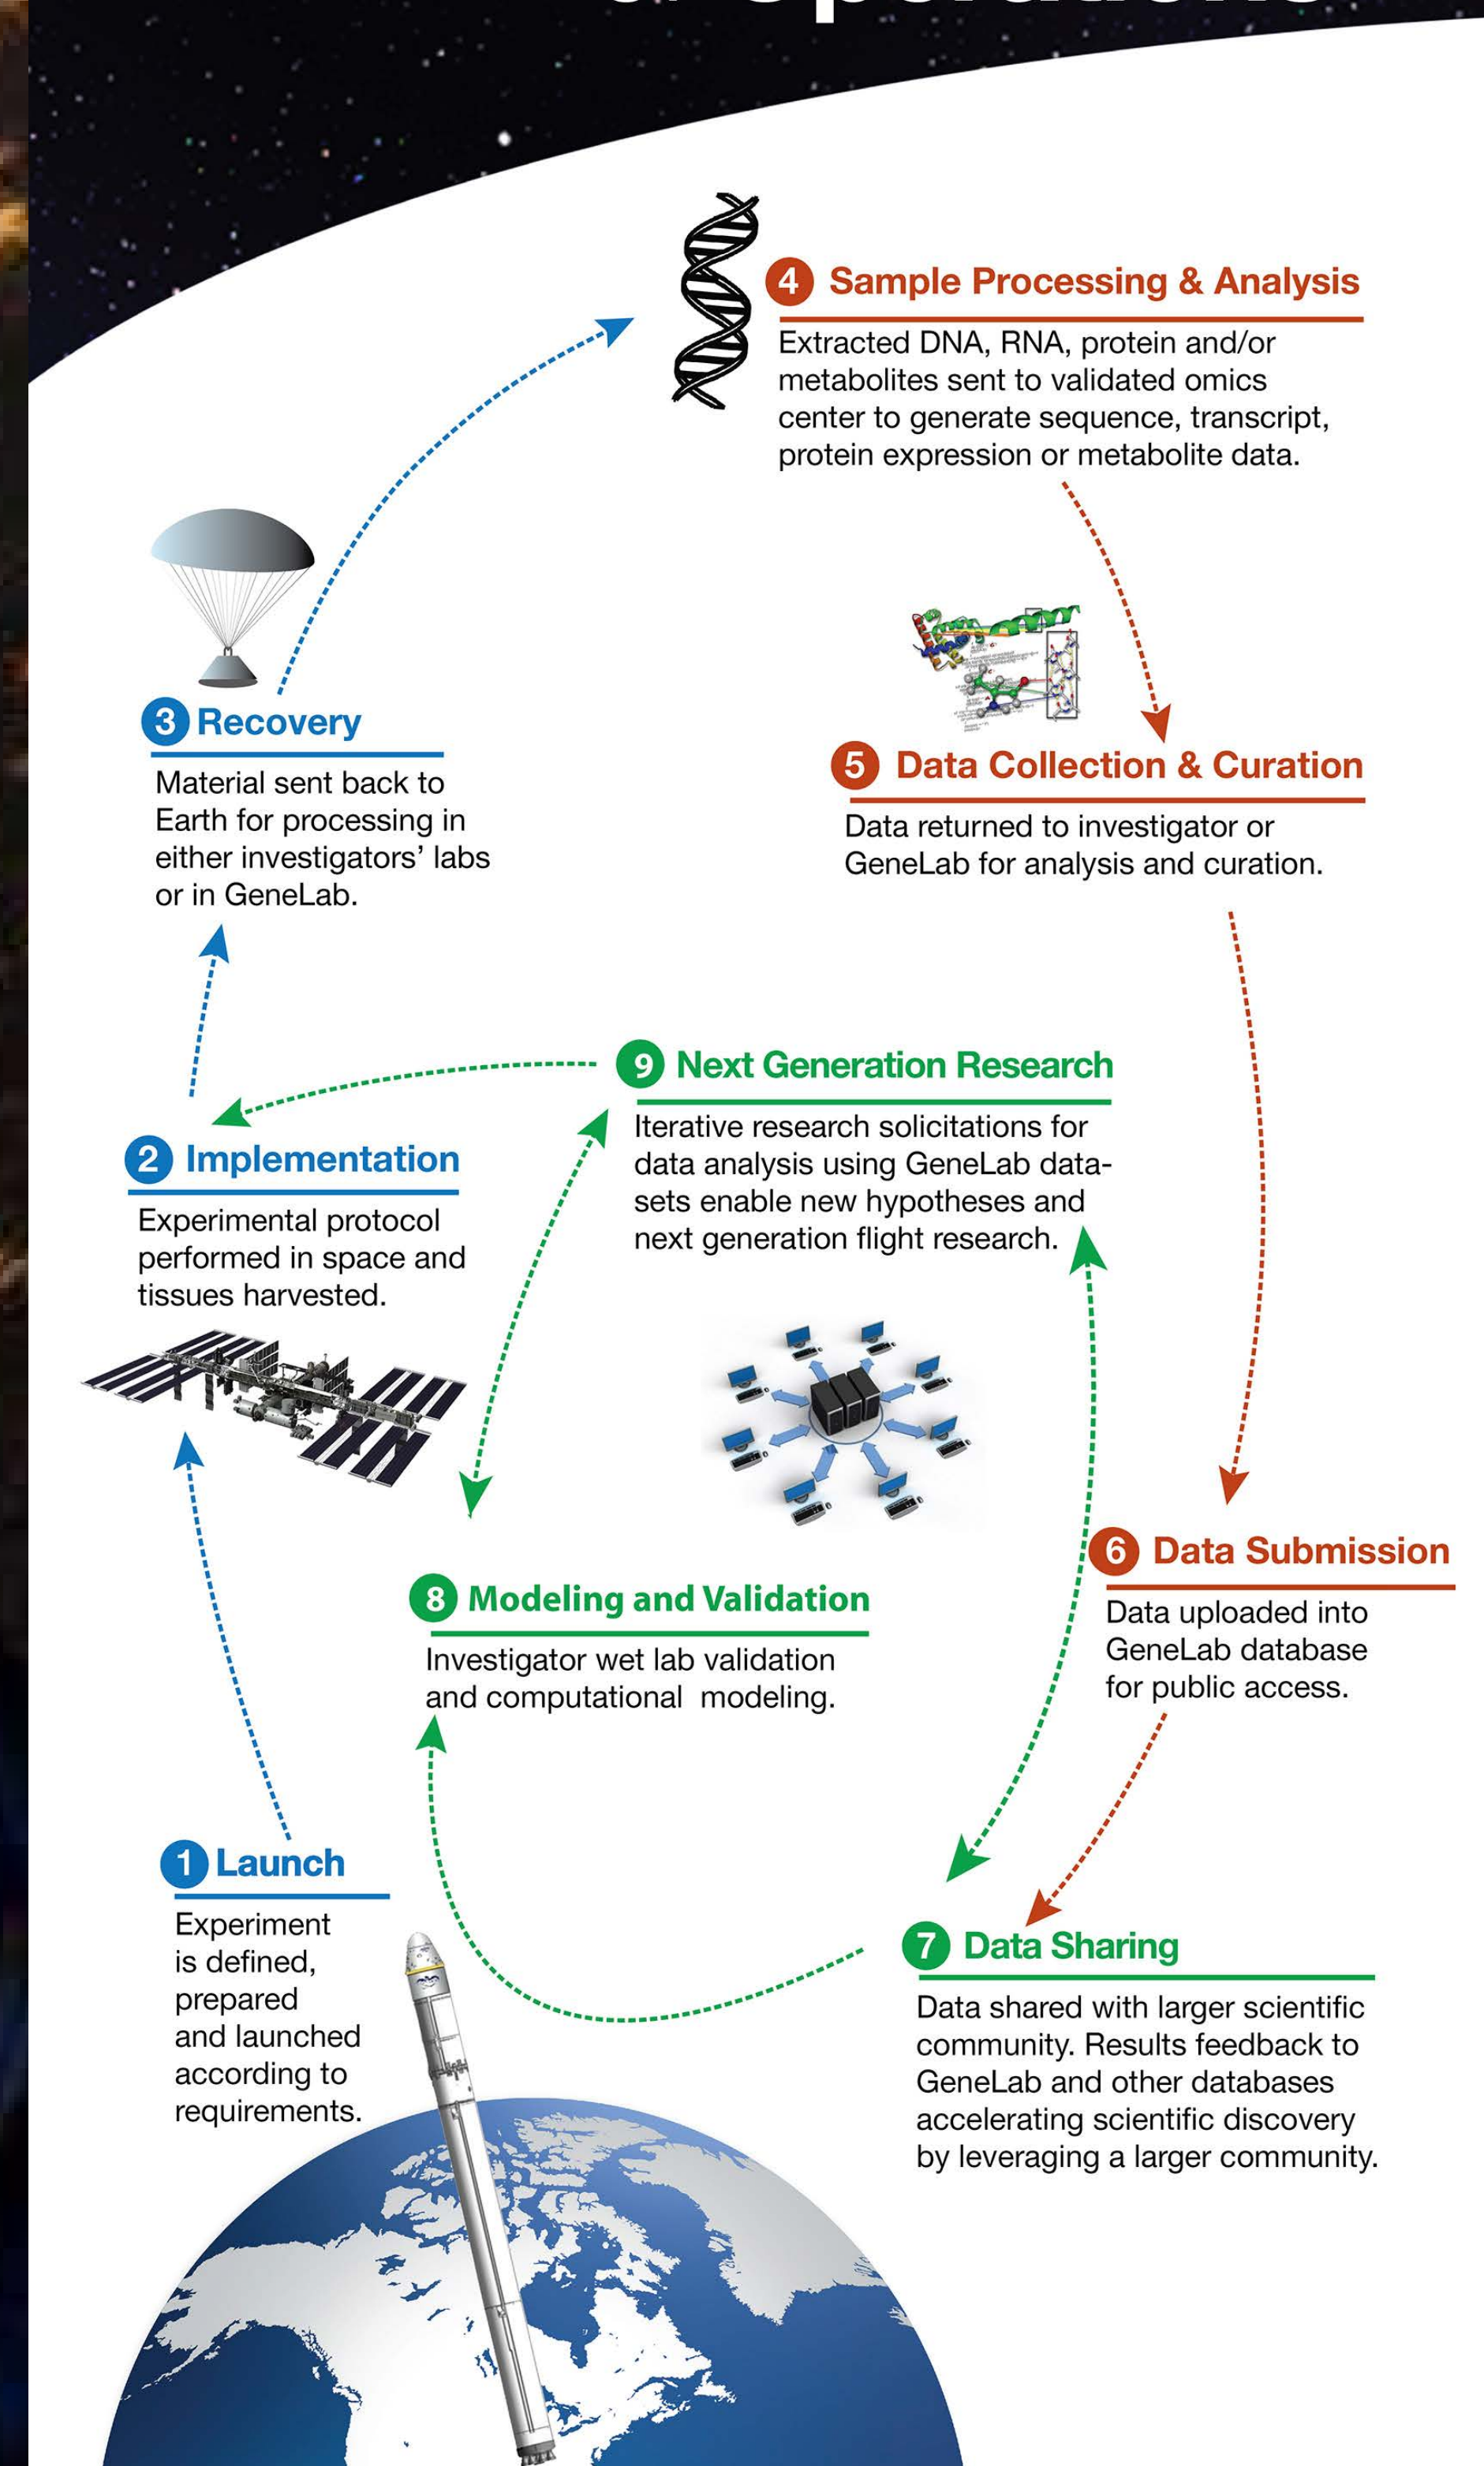 4 Sample Processing & Analysis
Extracted DNA, RNA, protein and/or
metabolites sent to validated omics
center to generate sequence, transcript,
protein expression or metabolite data.
3 Recovery
Material sent back to
Earth for processing in
either investigators’ labs
or in GeneLab.
5 Data Collection & Curation
Data returned to investigator or
GeneLab for analysis and curation.
9 Next Generation Research
Iterative research solicitations for
data analysis using GeneLab data-
sets enable new hypotheses and
next generation flight research.
2 Implementation
Experimental protocol
performed in space and
tissues harvested.
6 Data Submission
Data uploaded into
GeneLab database
for public access.
8 Modeling and Validation
Investigator wet lab validation
and computational modeling.
1 Launch
Experiment
is defined,
prepared
and launched
according to
requirements.
7 Data Sharing
Data shared with larger scientific
community. Results feedback to
GeneLab and other databases
accelerating scientific discovery
by leveraging a larger community.